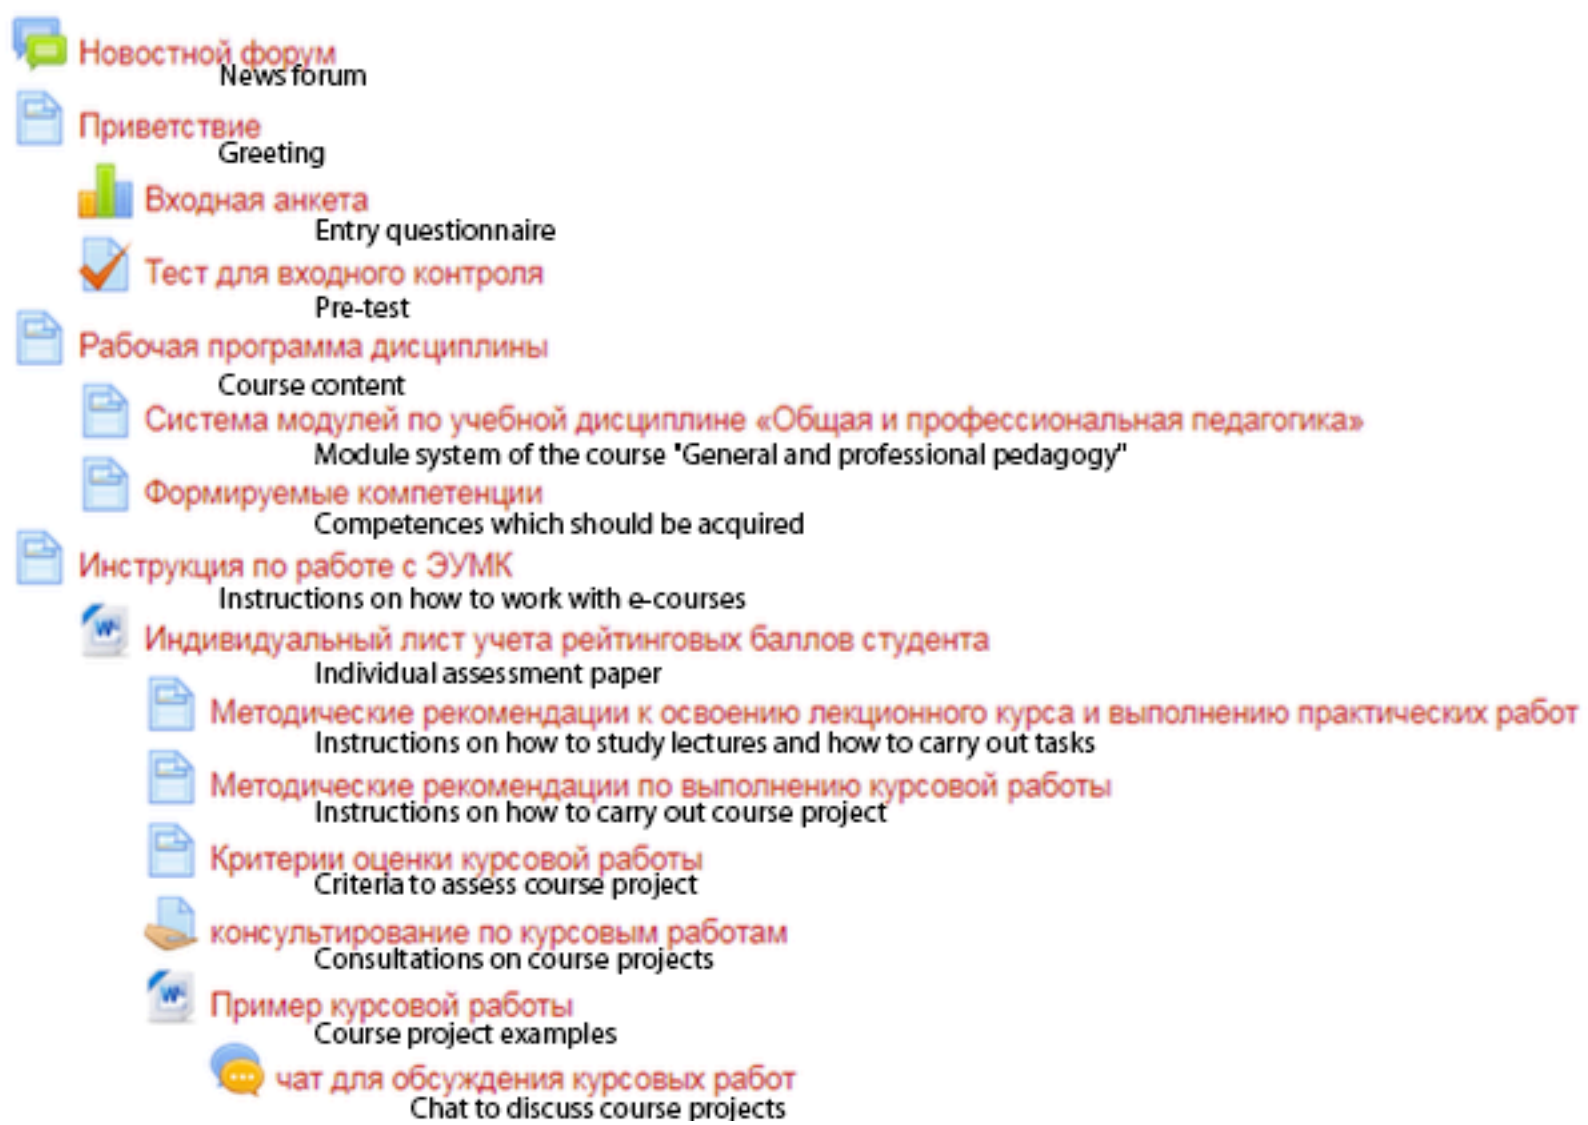 Новостной форум
News forum
Приветствие
Greeting
Входная анкета
Entry questionnaire
Тест для входного контроля
Pre-test
Рабочая программа дисциплины
Course content
Система модулей по учебной дисциплине «Общая и профессиональная педагогика»
Module system of the course "General and professional pedagogy"
Формируемые компетенции
Competences which should be acquired
Инструкция по работе с ЭУМК
Instructions on how to work with e-courses
Индивидуальный лист учета рейтинговых баллов студента
Individual assessment paper
Методические рекомендации к освоению лекционного курса и выполнению практических работ
Instructions on how to study lectures and how to carry out tasks
Методические рекомендации по выполнению курсовой работы
Instructions on how to carry out course project
Критерии оценки курсовой работы
Criteria to assess course project
консультирование по курсовым работам
Consultations on course projects
Пример курсовой работы
Course project examples
чат для обсуждения курсовых работ
Chat to discuss course projects